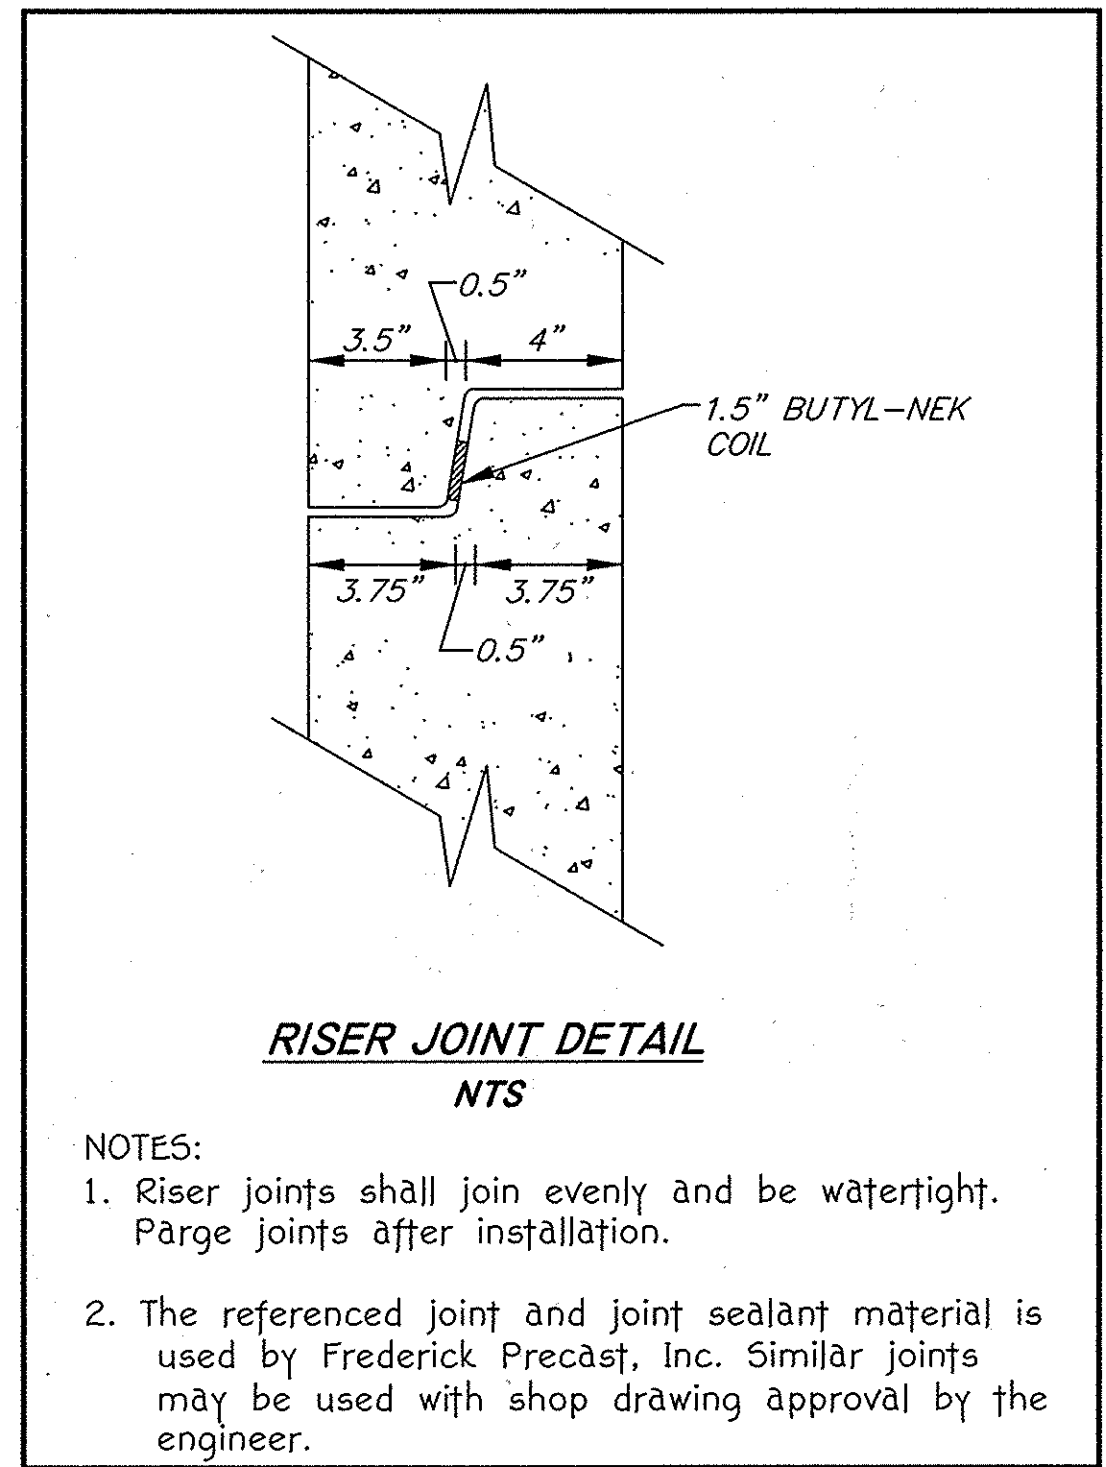 0.5"
3.5"
4"
1.5" BUTYL-NEK
COIL
3.75"
3.75"
0.5"
RISER JOINT DETAIL
NTS
NOTES:
1. Riser joints shall join evenly and be watertight.
Parge joints after installation.
2. The referenced joint and joint sealant material is
used by Frederick Precast, Inc. Similar joints
may be used with shop drawing approval by the
engineer.